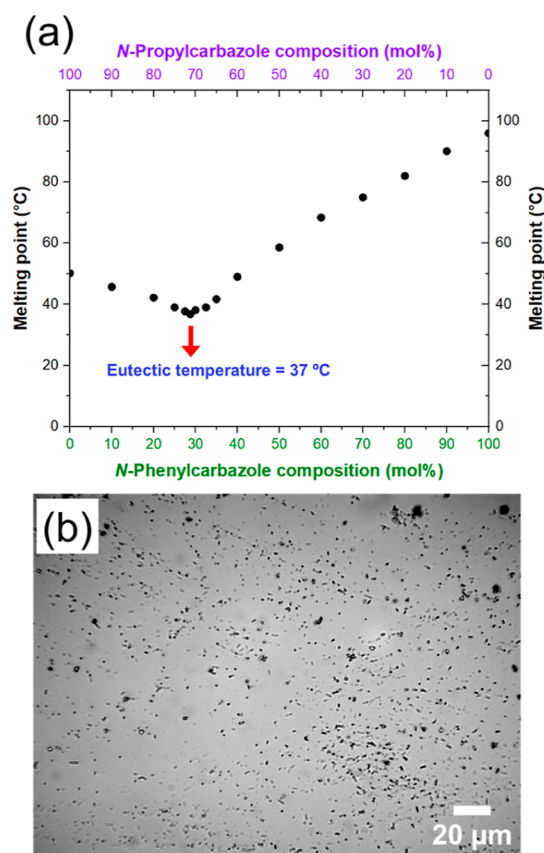 (a)
N-Propylcarbazole composition (mol%)
100 90 80 70 60 50 40 30 20 10 0
Melting point (°C)
100
80
60
40
20
0
Melting point (°C)
100
80
60
40
20
0
Eutectic temperature = 37 ºC
0 10 20 30 40 50 60 70 80 90 100
N-Phenylcarbazole composition (mol%)
(b)
20 µm